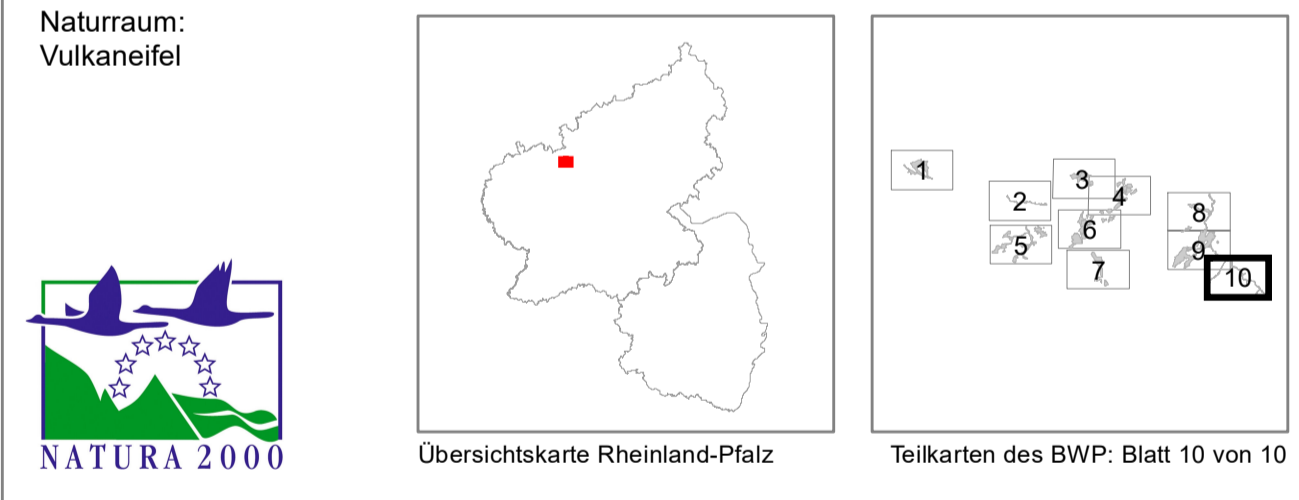 Naturraum:
Vulkaneifel
NATURA 2000
Übersichtskarte Rheinland-Pfalz
1
2
3
4
5
6
7
8
9
10
Teilkarten des BWP: Blatt 10 von 10